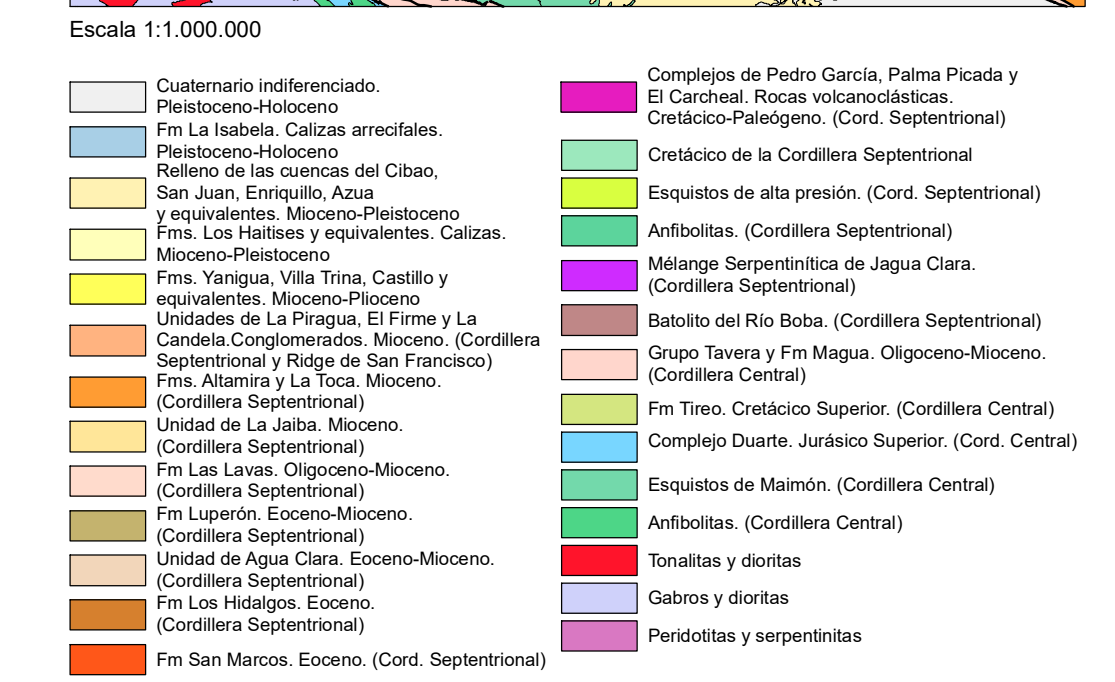 Escala 1:1.000.000
Cuaternario indiferenciado.
Pleistoceno-Holoceno
Fm La Isabela. Calizas arrecifales.
Pleistoceno-Holoceno
Relleno de las cuencas del Cibao,
San Juan, Enriquillo, Azua
y equivalentes. Mioceno-Pleistoceno
Fms. Los Haitises y equivalentes. Calizas.
Mioceno-Pleistoceno
Fms. Yanigua, Villa Trina, Castillo y
equivalentes. Mioceno-Plioceno
Unidades de La Piragua, El Firme y La
Candela.Conglomerados. Mioceno. (Cordillera
Septentrional y Ridge de San Francisco)
Fms. Altamira y La Toca. Mioceno.
(Cordillera Septentrional)
Unidad de La Jaiba. Mioceno.
(Cordillera Septentrional)
Fm Las Lavas. Oligoceno-Mioceno.
(Cordillera Septentrional)
Fm Luperón. Eoceno-Mioceno.
(Cordillera Septentrional)
Unidad de Agua Clara. Eoceno-Mioceno.
(Cordillera Septentrional)
Fm Los Hidalgos. Eoceno.
(Cordillera Septentrional)
Fm San Marcos. Eoceno. (Cord. Septentrional)
Complejos de Pedro García, Palma Picada y
El Carcheal. Rocas volcanoclásticas.
Cretácico-Paleógeno. (Cord. Septentrional)
Cretácico de la Cordillera Septentrional
Esquistos de alta presión. (Cord. Septentrional)
Anfibolitas. (Cordillera Septentrional)
Mélange Serpentinítica de Jagua Clara.
(Cordillera Septentrional)
Batolito del Río Boba. (Cordillera Septentrional)
Grupo Tavera y Fm Magua. Oligoceno-Mioceno.
(Cordillera Central)
Fm Tireo. Cretácico Superior. (Cordillera Central)
Complejo Duarte. Jurásico Superior. (Cord. Central)
Esquistos de Maimón. (Cordillera Central)
Anfibolitas. (Cordillera Central)
Tonalitas y dioritas
Gabros y dioritas
Peridotitas y serpentinitas